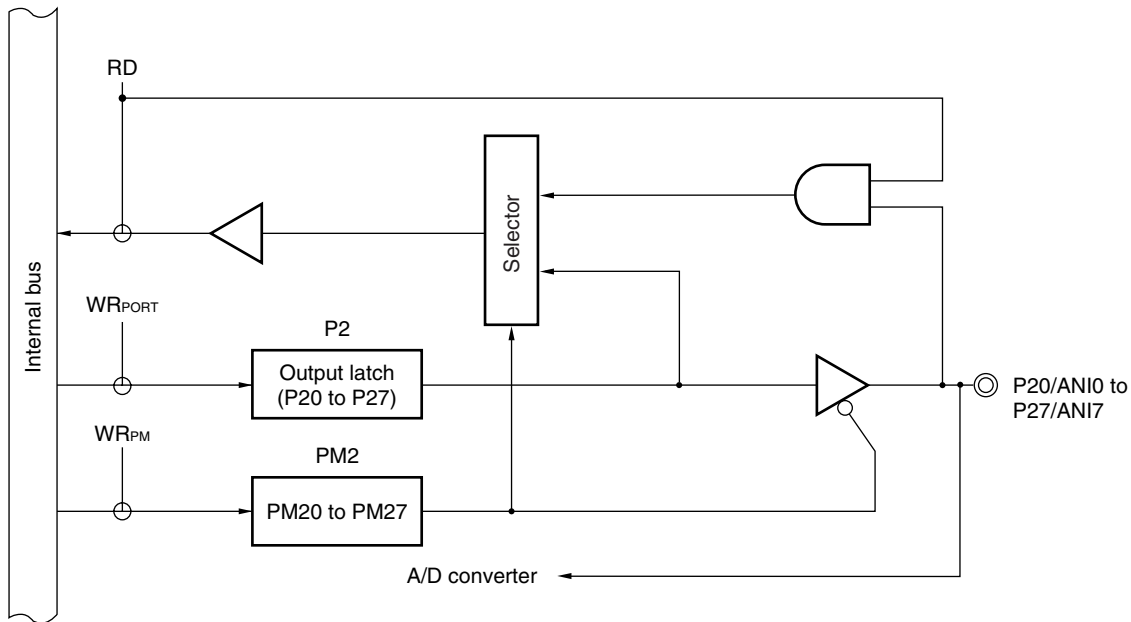 RD
Selector
Internal bus
WRPORT
P2
Output latch
(P20 to P27)
P20/ANI0 to
P27/ANI7
WRPM
PM2
PM20 to PM27
A/D converter